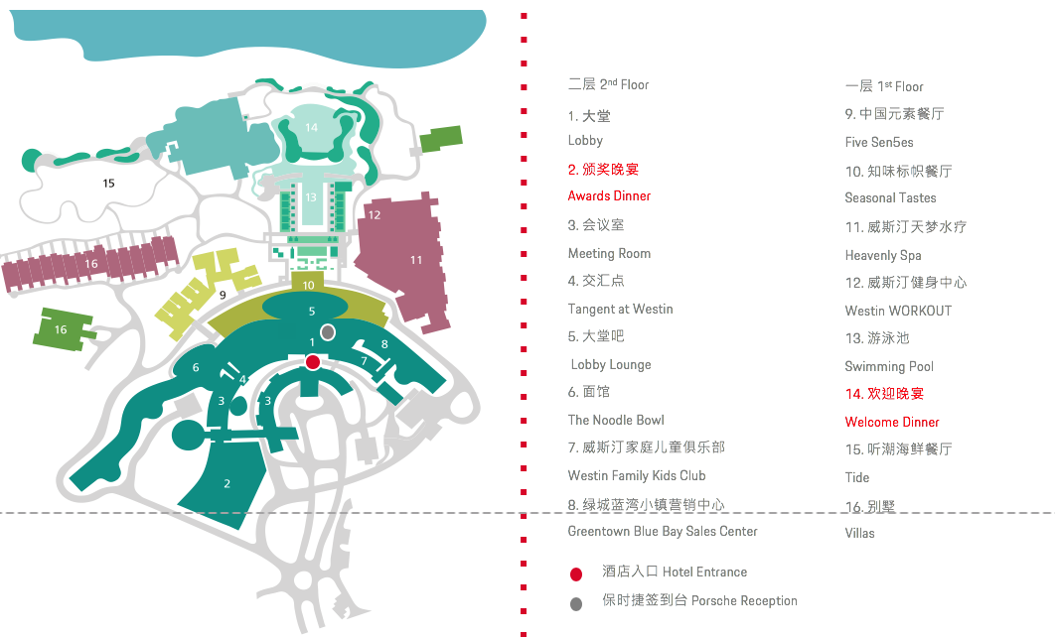 14
15
13
12
11
16
10
9
5
16
1
8
7
6
4
3
3
2
二层 2nd Floor
1. 大堂
Lobby
2. 颁奖晚宴
Awards Dinner
3. 会议室
Meeting Room
4. 交汇点
Tangent at Westin
5. 大堂吧
Lobby Lounge
6. 面馆
The Noodle Bowl
7. 威斯汀家庭儿童俱乐部
Westin Family Kids Club
8. 绿城蓝湾小镇营销中心
Greentown Blue Bay Sales Center
一层 1st Floor
9. 中国元素餐厅
Five Sen5es
10. 知味标帜餐厅
Seasonal Tastes
11. 威斯汀天梦水疗
Heavenly Spa
12. 威斯汀健身中心
Westin WORKOUT
13. 游泳池
Swimming Pool
14. 欢迎晚宴
Welcome Dinner
15. 听潮海鲜餐厅
Tide
16. 别墅
Villas
酒店入口 Hotel Entrance
保时捷签到台 Porsche Reception